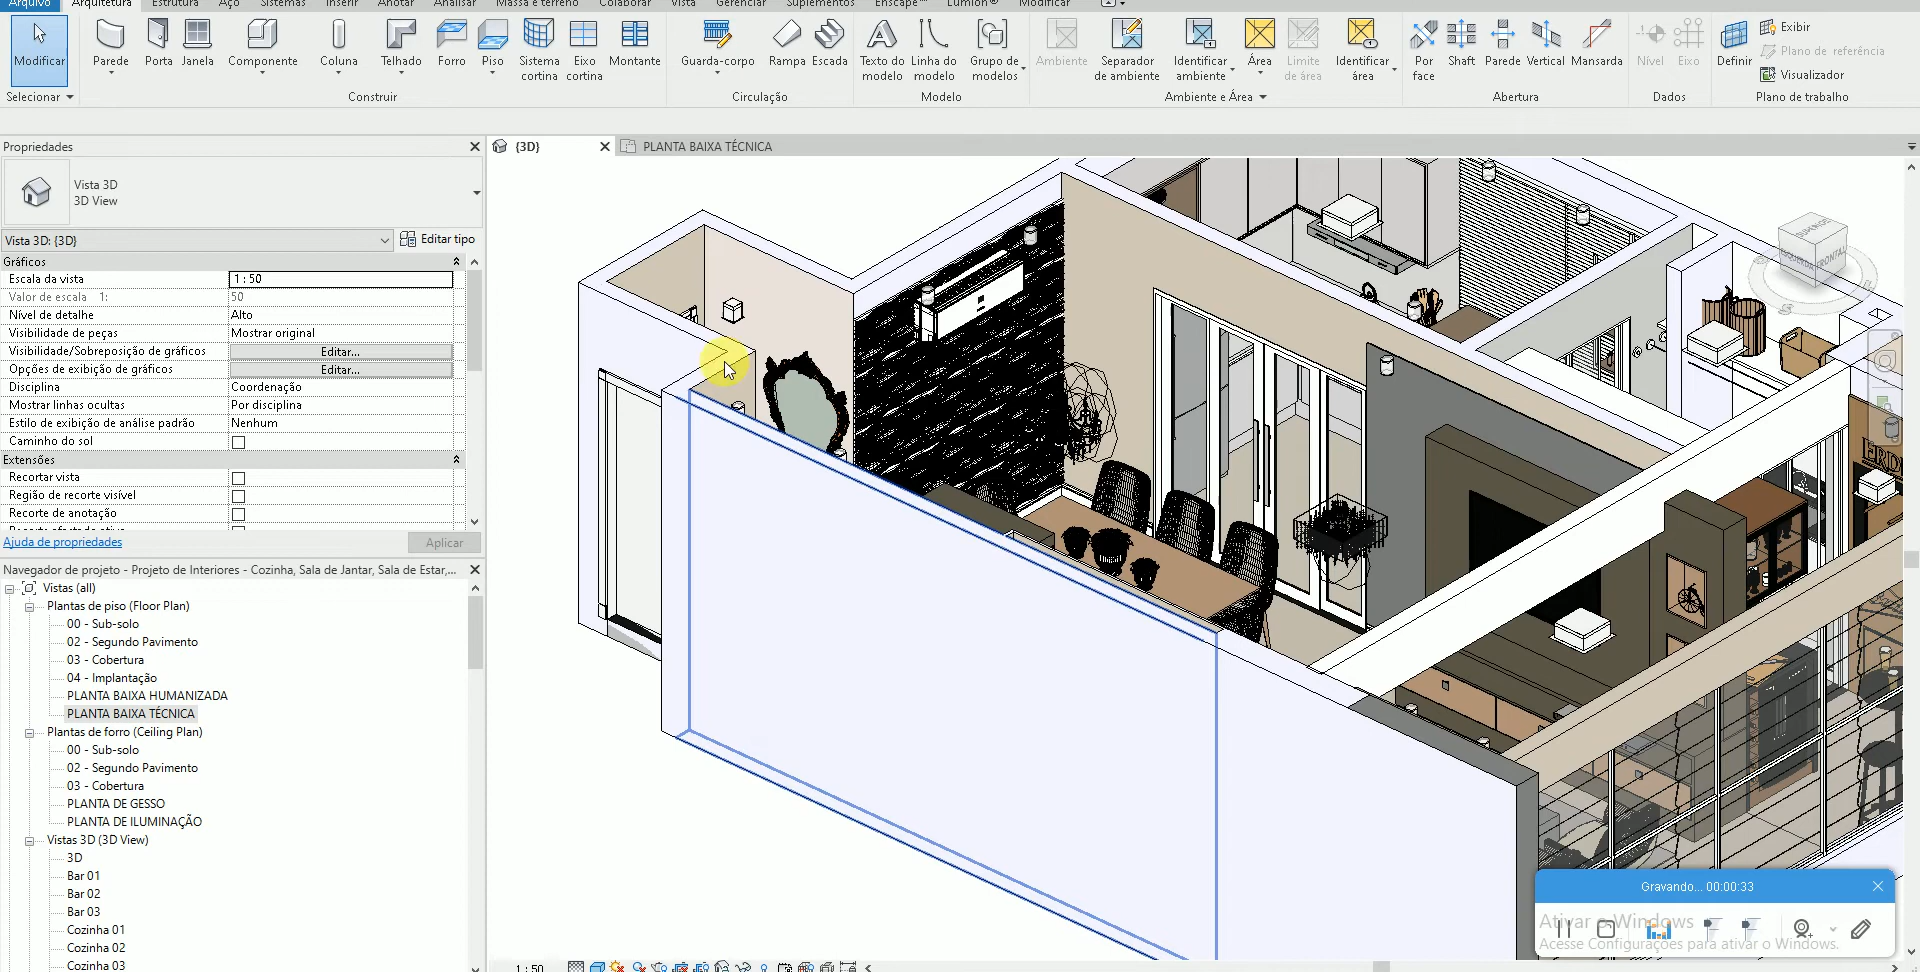 Arquivo Arquitetura Estrutura Aço Sistemas Inserir Anotar Analisar Massa e terreno Colaborar Vista Gerenciar Suplementos Enscape™ Lumion® Modificar
Modificar
Parede
Porta
Janela
Componente
Coluna
Telhado
Forro
Piso
Sistema cortina
Eixo cortina
Montante
Guarda-corpo
Rampa
Escada
Texto do modelo
Linha do modelo
Grupo de modelos
Ambiente
Separador de ambiente
Identificar ambiente
Área
Limite de área
Identificar área
Por face
Shaft
Parede
Vertical
Mansarda
Nível
Eixo
Definir
Exibir
Plano de referência
Visualizador
Selecionar
Construir
Circulação
Modelo
Ambiente e Área
Abertura
Dados
Plano de trabalho
Propriedades
{3D}
PLANTA BAIXA TÉCNICA
Vista 3D
3D View
Vista 3D: {3D}
Editar tipo
Gráficos
Escala da vista 1 : 50
Valor de escala 1: 50
Nível de detalhe Alto
Visibilidade de peças Mostrar original
Visibilidade/Sobreposição de gráficos Editar...
Opções de exibição de gráficos Editar...
Disciplina Coordenação
Mostrar linhas ocultas Por disciplina
Estilo de exibição de análise padrão Nenhum
Caminho do sol
Extensões
Recortar vista
Região de recorte visível
Recorte de anotação
Ajuda de propriedades
Aplicar
Navegador de projeto - Projeto de Interiores - Cozinha, Sala de Jantar, Sala de Estar,...
Vistas (all)
Plantas de piso (Floor Plan)
00 - Sub-solo
02 - Segundo Pavimento
03 - Cobertura
04 - Implantação
PLANTA BAIXA HUMANIZADA
PLANTA BAIXA TÉCNICA
Plantas de forro (Ceiling Plan)
00 - Sub-solo
02 - Segundo Pavimento
03 - Cobertura
PLANTA DE GESSO
PLANTA DE ILUMINAÇÃO
Vistas 3D (3D View)
3D
Bar 01
Bar 02
Bar 03
Cozinha 01
Cozinha 02
Cozinha 03
SUPERIOR
ESQUERDA
FRONTAL
1 : 50
Gravando... 00:00:33
Ativar o Windows
Acesse Configurações para ativar o Windows.